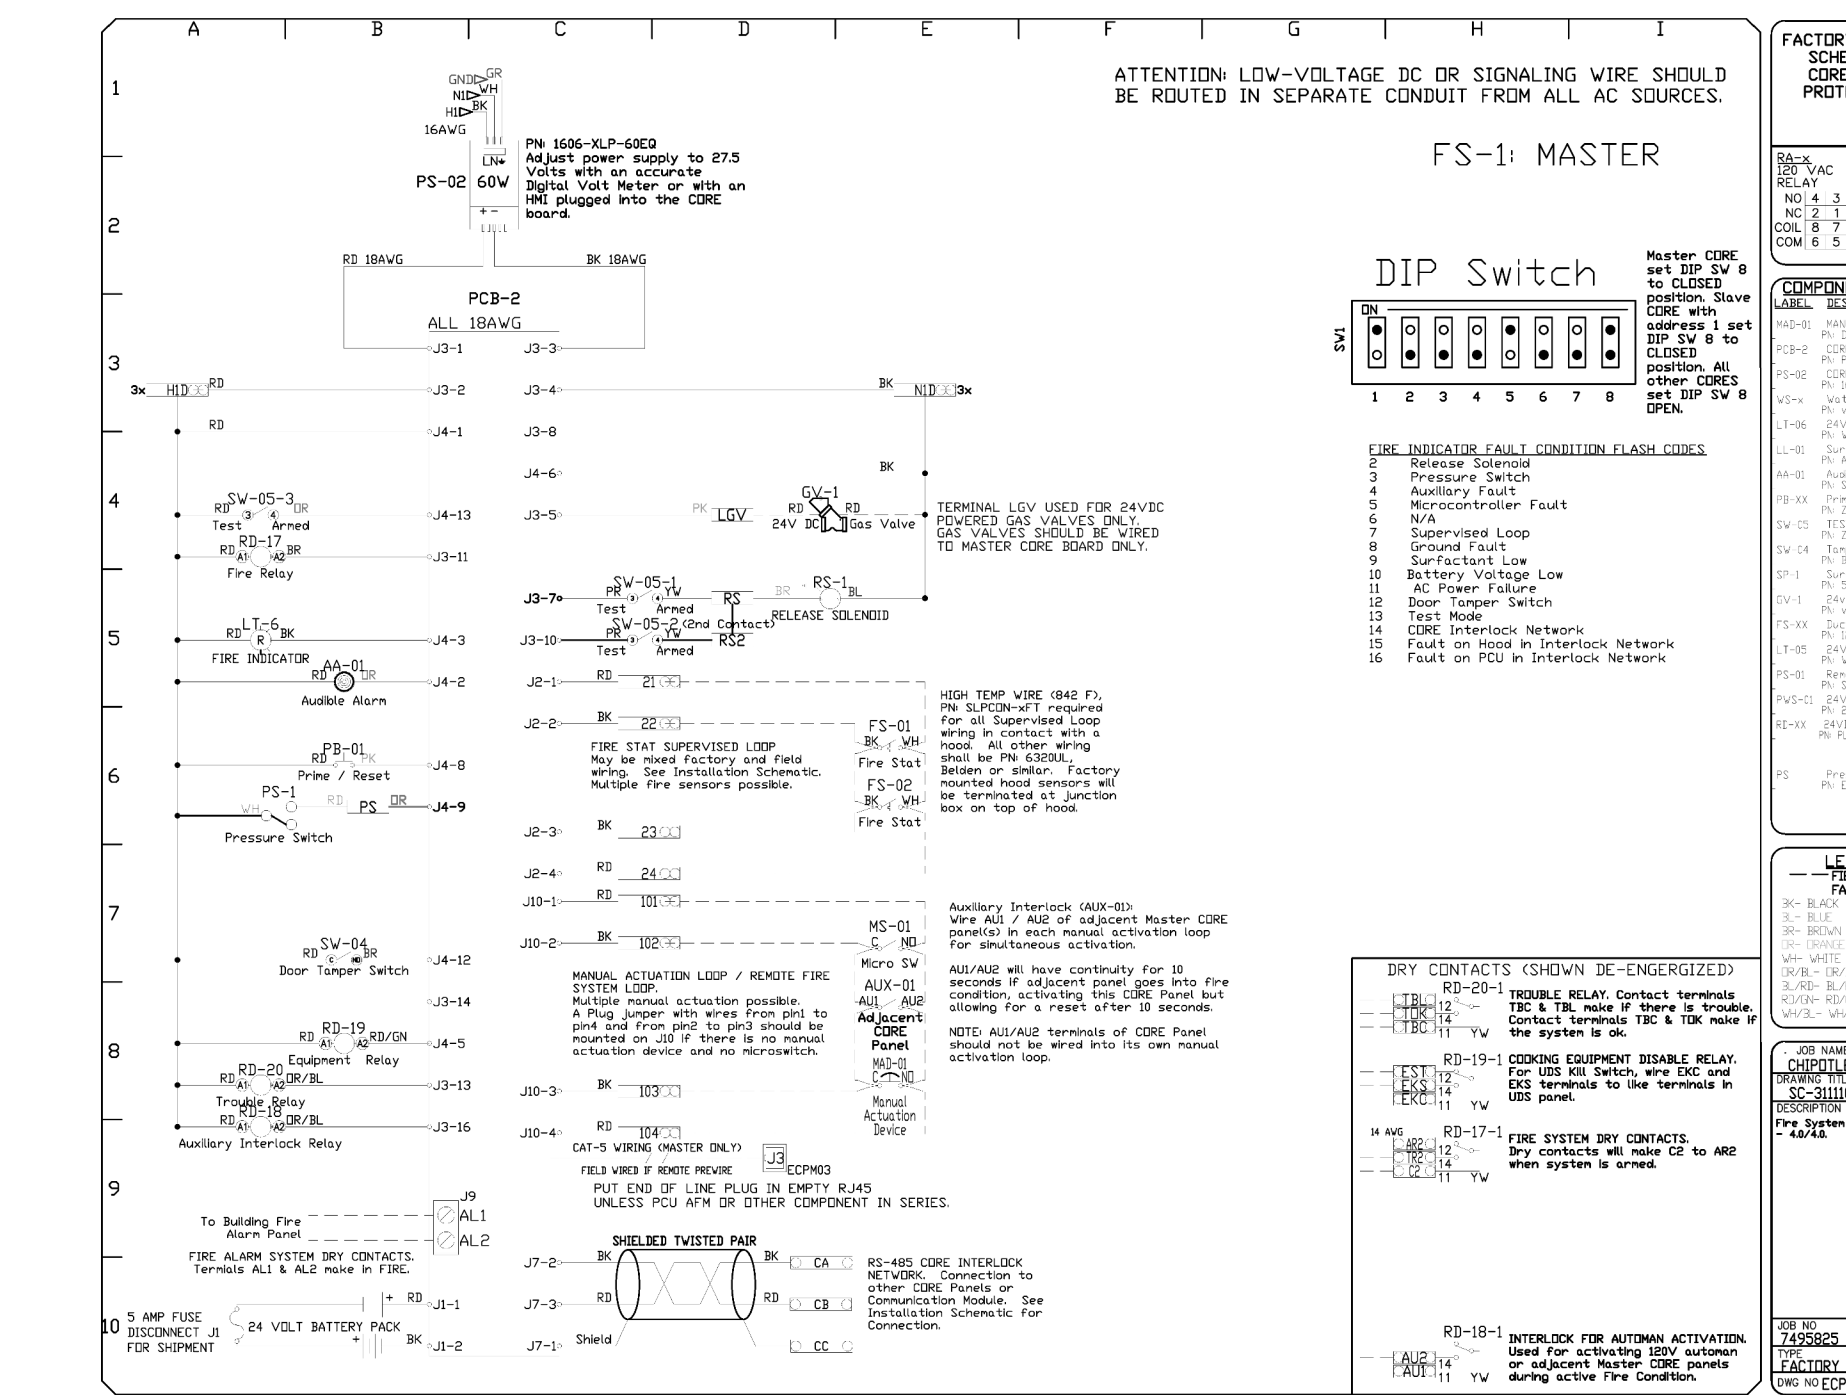 A B C D E F G H I
1
2
3
4
5
6
7
8
9
10
ATTENTION: LOW-VOLTAGE DC OR SIGNALING WIRE SHOULD
BE ROUTED IN SEPARATE CONDUIT FROM ALL AC SOURCES.
FS-1: MASTER
GND GR
N1 WH
H1 BK
16AWG
LN
PS-02 60W
+ -
PN: 1606-XLP-60EQ
Adjust power supply to 27.5
Volts with an accurate
Digital Volt Meter or with an
HMI plugged into the CORE
board.
RD 18AWG BK 18AWG
PCB-2
ALL 18AWG
J3-1 J3-3
3x H1 RD J3-2 J3-4 BK N1 3x
RD J4-1 J3-8
J4-6 BK
SW-05-3
RD 3 4 OR J4-13
Test Armed
J3-5 PK LGV RD GV-1 RD
24V DC Gas Valve
TERMINAL LGV USED FOR 24VDC
POWERED GAS VALVES ONLY.
GAS VALVES SHOULD BE WIRED
TO MASTER CORE BOARD ONLY.
RD-17
RD A1 A2 BR J3-11
Fire Relay
SW-05-1
J3-7 PR 3 4 YW RS BR RS-1 BL
Test Armed RELEASE SOLENOID
SW-05-2 (2nd Contact)
J3-10 PR 3 4 YW RS2
Test Armed
LT-6
RD R BK J4-3
FIRE INDICATOR
AA-01
RD OR J4-2
Audible Alarm
J2-1 RD 21
J2-2 BK 22
FIRE STAT SUPERVISED LOOP
May be mixed factory and field
wiring. See Installation Schematic.
Multiple fire sensors possible.
FS-01
BK WH
Fire Stat
FS-02
BK WH
Fire Stat
HIGH TEMP WIRE (842 F),
PN: SLPCON-xFT required
for all Supervised Loop
wiring in contact with a
hood. All other wiring
shall be PN: 6320UL,
Belden or similar. Factory
mounted hood sensors will
be terminated at junction
box on top of hood.
PB-01
RD PK J4-8
Prime / Reset
PS-1
WH RD PS OR J4-9
Pressure Switch
J2-3 BK 23
J2-4 RD 24
J10-1 RD 101
J10-2 BK 102
MANUAL ACTUATION LOOP / REMOTE FIRE
SYSTEM LOOP.
Multiple manual actuation possible.
A Plug jumper with wires from pin1 to
pin4 and from pin2 to pin3 should be
mounted on J10 if there is no manual
actuation device and no microswitch.
J10-3 BK 103
J10-4 RD 104
MS-01
C NO
Micro SW
AUX-01
AU1 AU2
Adjacent
CORE
Panel
MAD-01
C NO
Manual
Actuation
Device
Auxiliary Interlock (AUX-01):
Wire AU1 / AU2 of adjacent Master CORE
panel(s) in each manual activation loop
for simultaneous activation.
AU1/AU2 will have continuity for 10
seconds if adjacent panel goes into fire
condition, activating this CORE Panel but
allowing for a reset after 10 seconds.
NOTE: AU1/AU2 terminals of CORE Panel
should not be wired into its own manual
activation loop.
SW-04
RD C NO BR J4-12
Door Tamper Switch
J3-14
RD-19
RD A1 A2 RD/GN J4-5
Equipment Relay
RD-20
RD A1 A2 OR/BL J3-13
Trouble Relay
RD-18
RD A1 A2 OR/BL J3-16
Auxiliary Interlock Relay
CAT-5 WIRING (MASTER ONLY)
FIELD WIRED IF REMOTE PREWIRE
J3 ECPM03
PUT END OF LINE PLUG IN EMPTY RJ45
UNLESS PCU AFM OR OTHER COMPONENT IN SERIES.
J9
AL1
AL2
To Building Fire
Alarm Panel
FIRE ALARM SYSTEM DRY CONTACTS.
Termials AL1 & AL2 make in FIRE.
5 AMP FUSE
DISCONNECT J1
FOR SHIPMENT
24 VOLT BATTERY PACK
+ RD J1-1
+ BK J1-2
SHIELDED TWISTED PAIR
J7-2 BK BK CA
J7-3 RD RD CB
J7-1 Shield CC
RS-485 CORE INTERLOCK
NETWORK. Connection to
other CORE Panels or
Communication Module. See
Installation Schematic for
Connection.
DIP Switch
ON
SW1
1 2 3 4 5 6 7 8
Master CORE
set DIP SW 8
to CLOSED
position. Slave
CORE with
address 1 set
DIP SW 8 to
CLOSED
position. All
other CORES
set DIP SW 8
OPEN.
FIRE INDICATOR FAULT CONDITION FLASH CODES
2 Release Solenoid
3 Pressure Switch
4 Auxiliary Fault
5 Microcontroller Fault
6 N/A
7 Supervised Loop
8 Ground Fault
9 Surfactant Low
10 Battery Voltage Low
11 AC Power Failure
12 Door Tamper Switch
13 Test Mode
14 CORE Interlock Network
15 Fault on Hood in Interlock Network
16 Fault on PCU in Interlock Network
DRY CONTACTS (SHOWN DE-ENGERGIZED)
RD-20-1
TBL 12
TOK 14
TBC 11 YW
TROUBLE RELAY. Contact terminals
TBC & TBL make if there is trouble.
Contact terminals TBC & TOK make if
the system is ok.
RD-19-1
EST 12
EKS 14
EKC 11 YW
COOKING EQUIPMENT DISABLE RELAY.
For UDS Kill Switch, wire EKC and
EKS terminals to like terminals in
UDS panel.
14 AWG RD-17-1
AR2 12
TR2 14
C2 11 YW
FIRE SYSTEM DRY CONTACTS.
Dry contacts will make C2 to AR2
when system is armed.
RD-18-1
AU2 14
AU1 11 YW
INTERLOCK FOR AUTOMAN ACTIVATION.
Used for activating 120V automan
or adjacent Master CORE panels
during active Fire Condition.
RA-x
120 VAC
RELAY
NO 4 3
NC 2 1
COIL 8 7
COM 6 5
LABEL
MAD-01
PCB-2
PS-02
WS-x
LT-06
LL-01
AA-01
PB-XX
SW-05
SW-04
SP-1
GV-1
FS-XX
LT-05
PS-01
PWS-01
RD-XX
PS
BK- BLACK
BL- BLUE
BR- BROWN
OR- ORANGE
WH- WHITE
JOB NAME
CHIPOTLE
DESCRIPTION
Fire System
- 4.0/4.0.
JOB NO
7495825
TYPE
FACTORY
DWG NO ECP